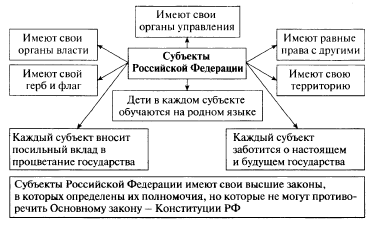 Имеют свои
органы управления
Имеют свои
органы власти
Субъекты
Российской Федерации
Имеют равные
права с другими
Имеют свой
герб и флаг
Имеют свою
территорию
Дети в каждом субъекте
обучаются на родном языке
Каждый субъект вносит
посильный вклад в
процветание государства
Каждый субъект
заботится о настоящем
и будущем государства
Субъекты Российской Федерации имеют свои высшие законы,
в которых определены их полномочия, но которые не могут противо-
речить Основному закону – Конституции РФ